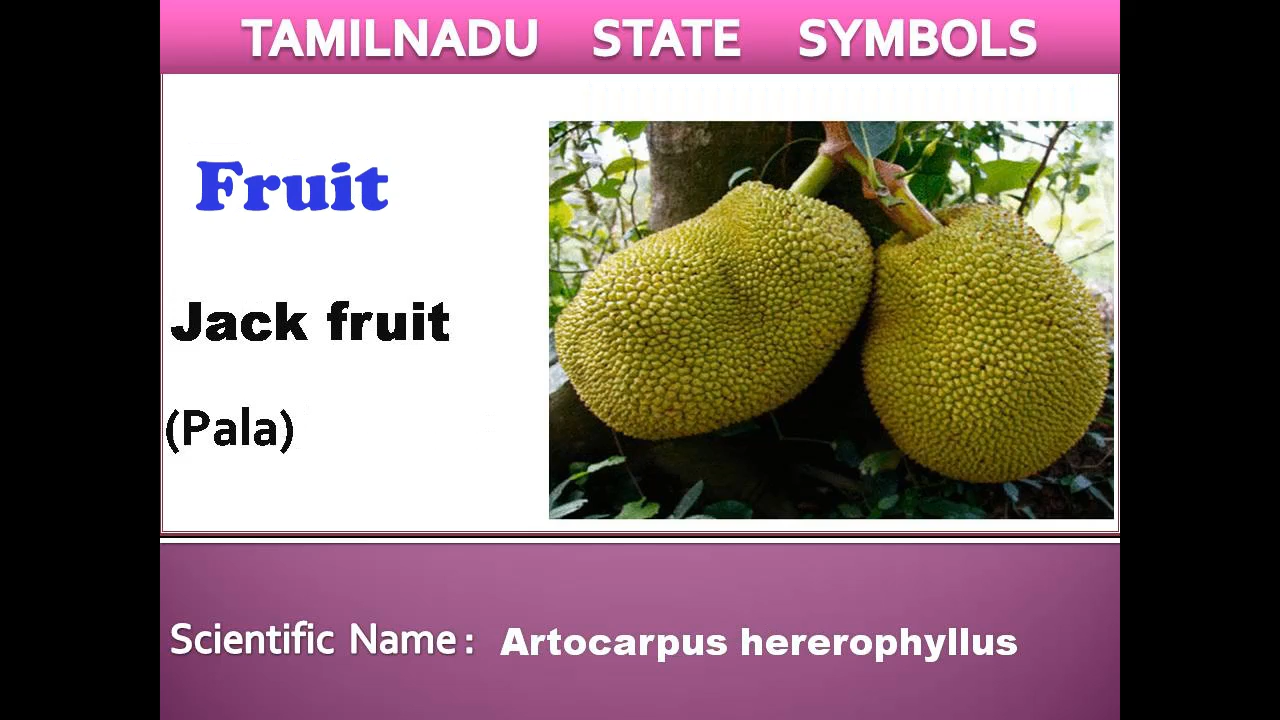 TAMILNADU STATE SYMBOLS
Fruit
Jack fruit
(Pala)
Scientific Name : Artocarpus hererophyllus